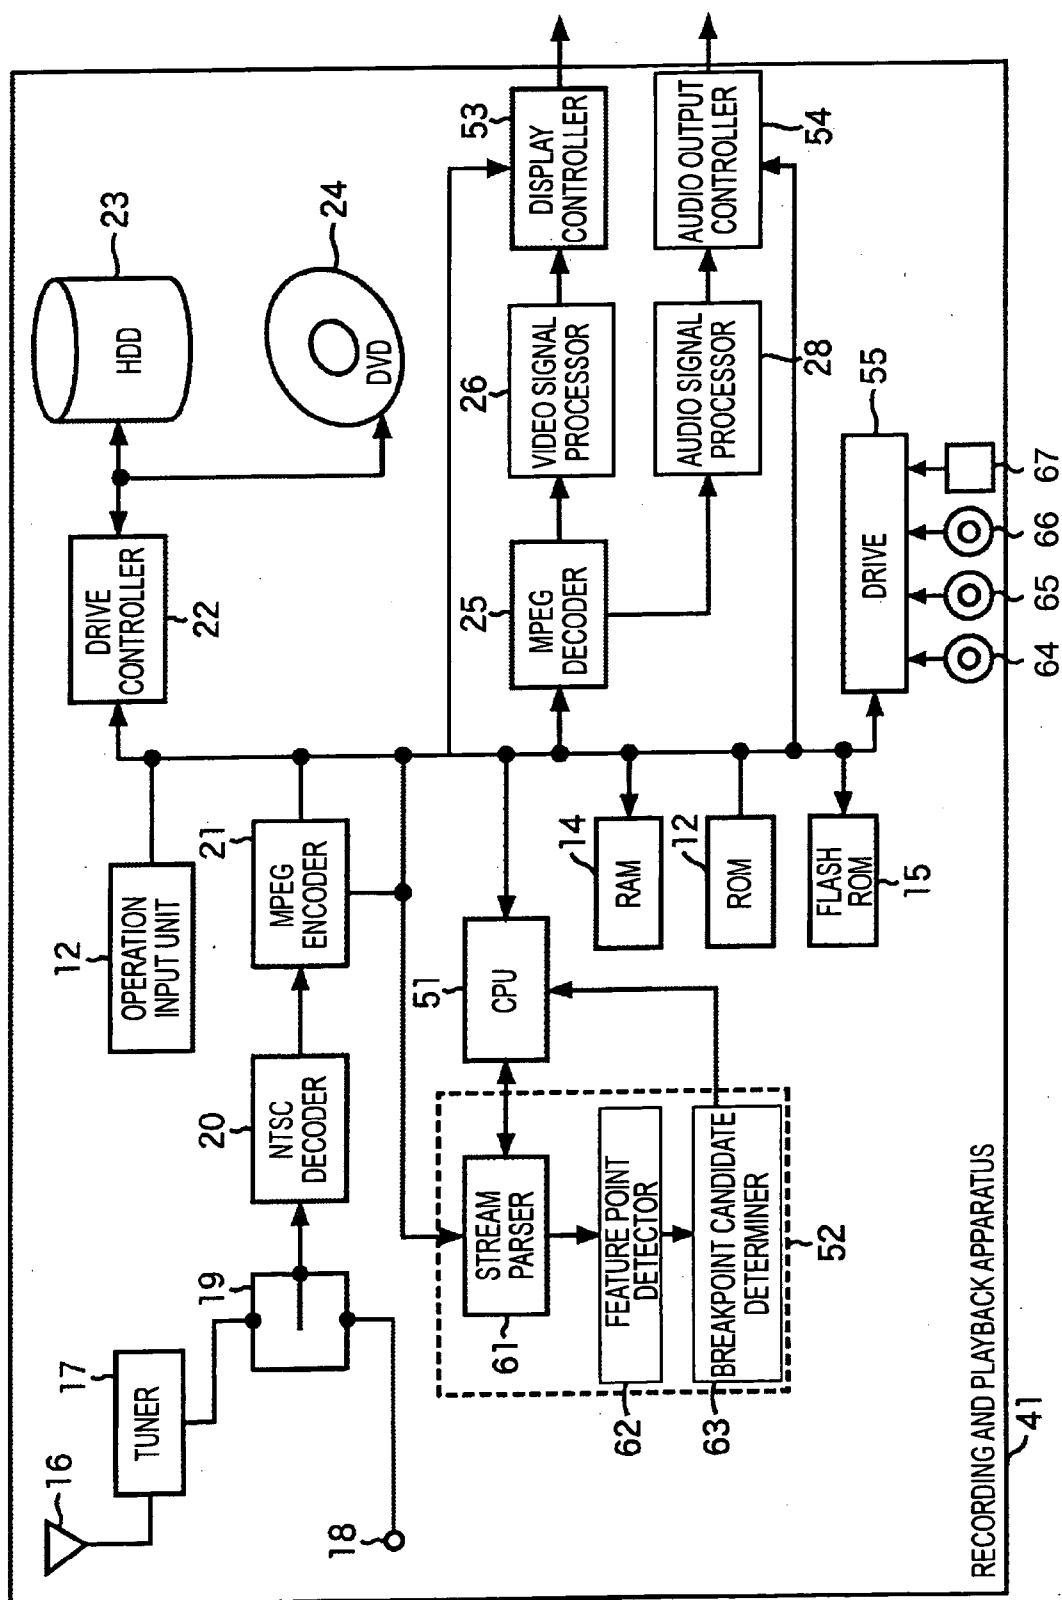 16
17
TUNER
18
19
20
NTSC
DECODER
21
MPEG
ENCODER
12
OPERATION
INPUT UNIT
22
DRIVE
CONTROLLER
23
HDD
24
DVD
61
STREAM
PARSER
62
FEATURE POINT
DETECTOR
63
BREAKPOINT CANDIDATE
DETERMINER
52
51
CPU
14
RAM
12
ROM
15
FLASH
ROM
25
MPEG
DECODER
26
VIDEO SIGNAL
PROCESSOR
53
DISPLAY
CONTROLLER
28
AUDIO SIGNAL
PROCESSOR
54
AUDIO OUTPUT
CONTROLLER
55
DRIVE
64
65
66
67
RECORDING AND PLAYBACK APPARATUS
41